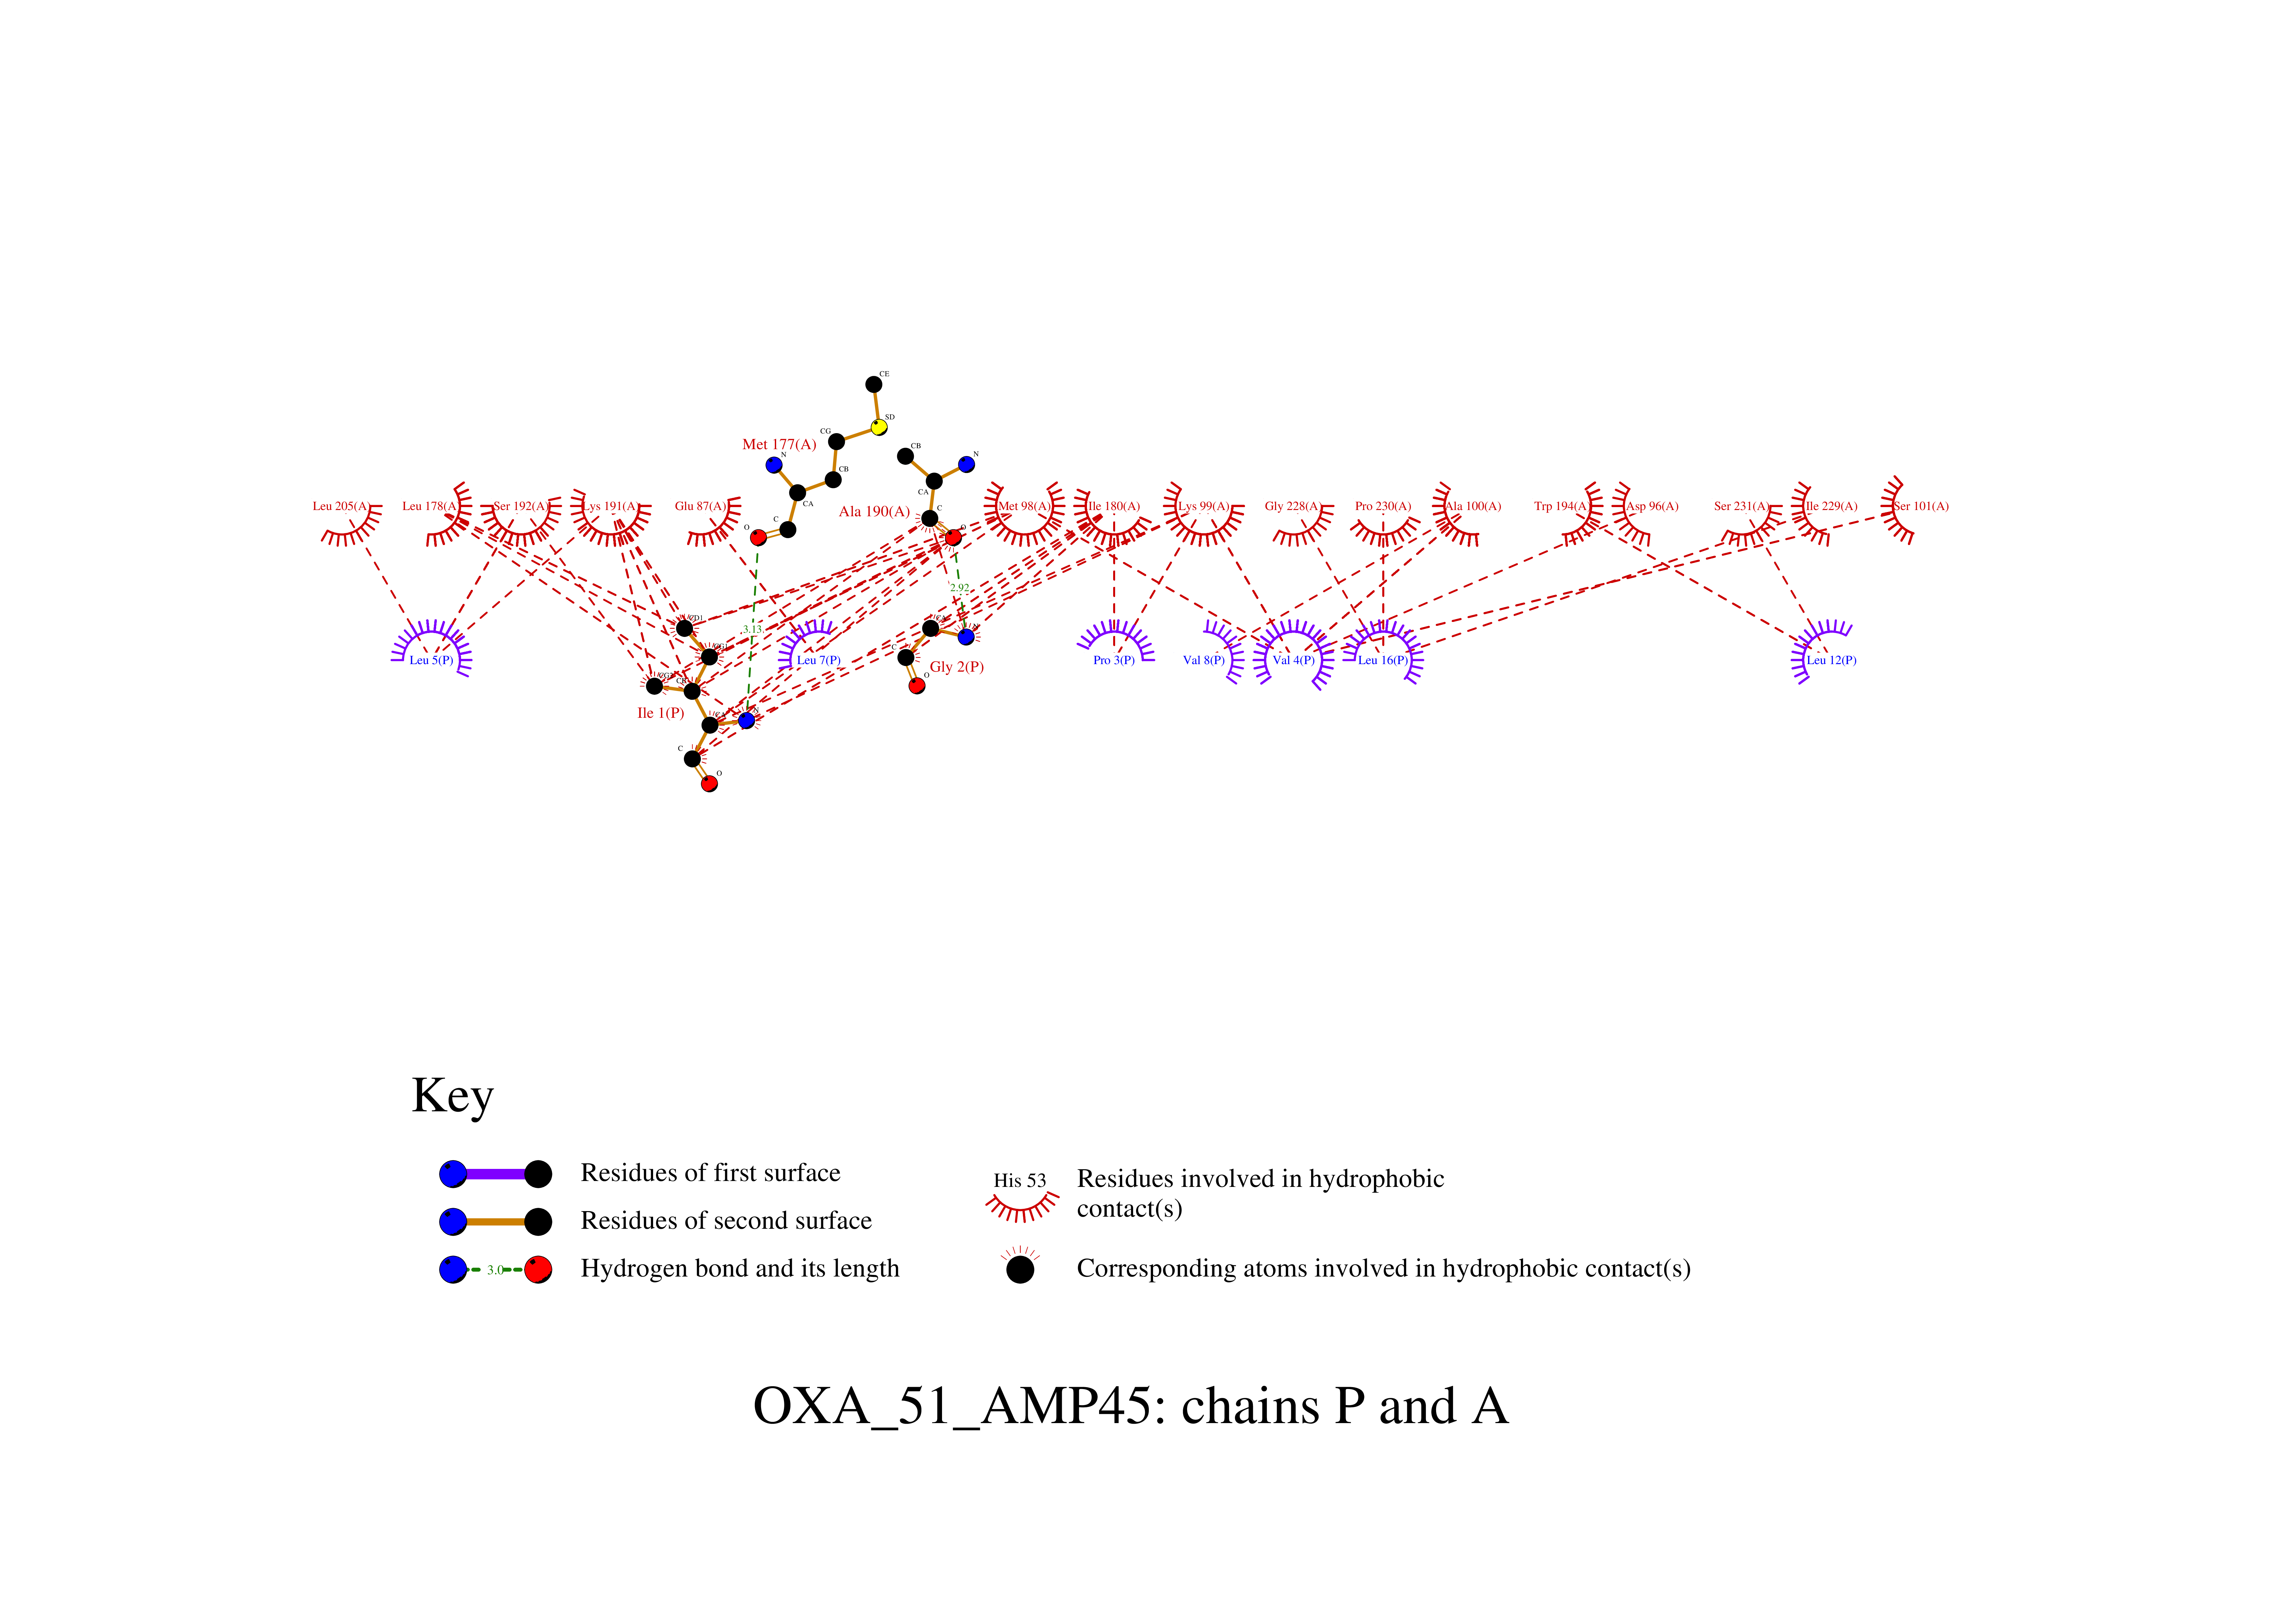 CE
SD
CG
Met 177(A)
CB
N
N
CB
CA
CA
Leu 205(A) Leu 178(A) Ser 192(A) Lys 191(A) Glu 87(A) C Ala 190(A) C Met 98(A) Ile 180(A) Lys 99(A) Gly 228(A) Pro 230(A) Ala 100(A) Trp 194(A) Asp 96(A) Ser 231(A) Ile 229(A) Ser 101(A)
O
O
2.92
3.13
CD1
C
Leu 5(P) Leu 7(P) Gly 2(P) Pro 3(P) Val 8(P) Val 4(P) Leu 16(P) Leu 12(P)
O
Ile 1(P)
C
O
Key
Residues of first surface
Residues of second surface
3.0
Hydrogen bond and its length
His 53
Residues involved in hydrophobic
contact(s)
Corresponding atoms involved in hydrophobic contact(s)
OXA_51_AMP45: chains P and A